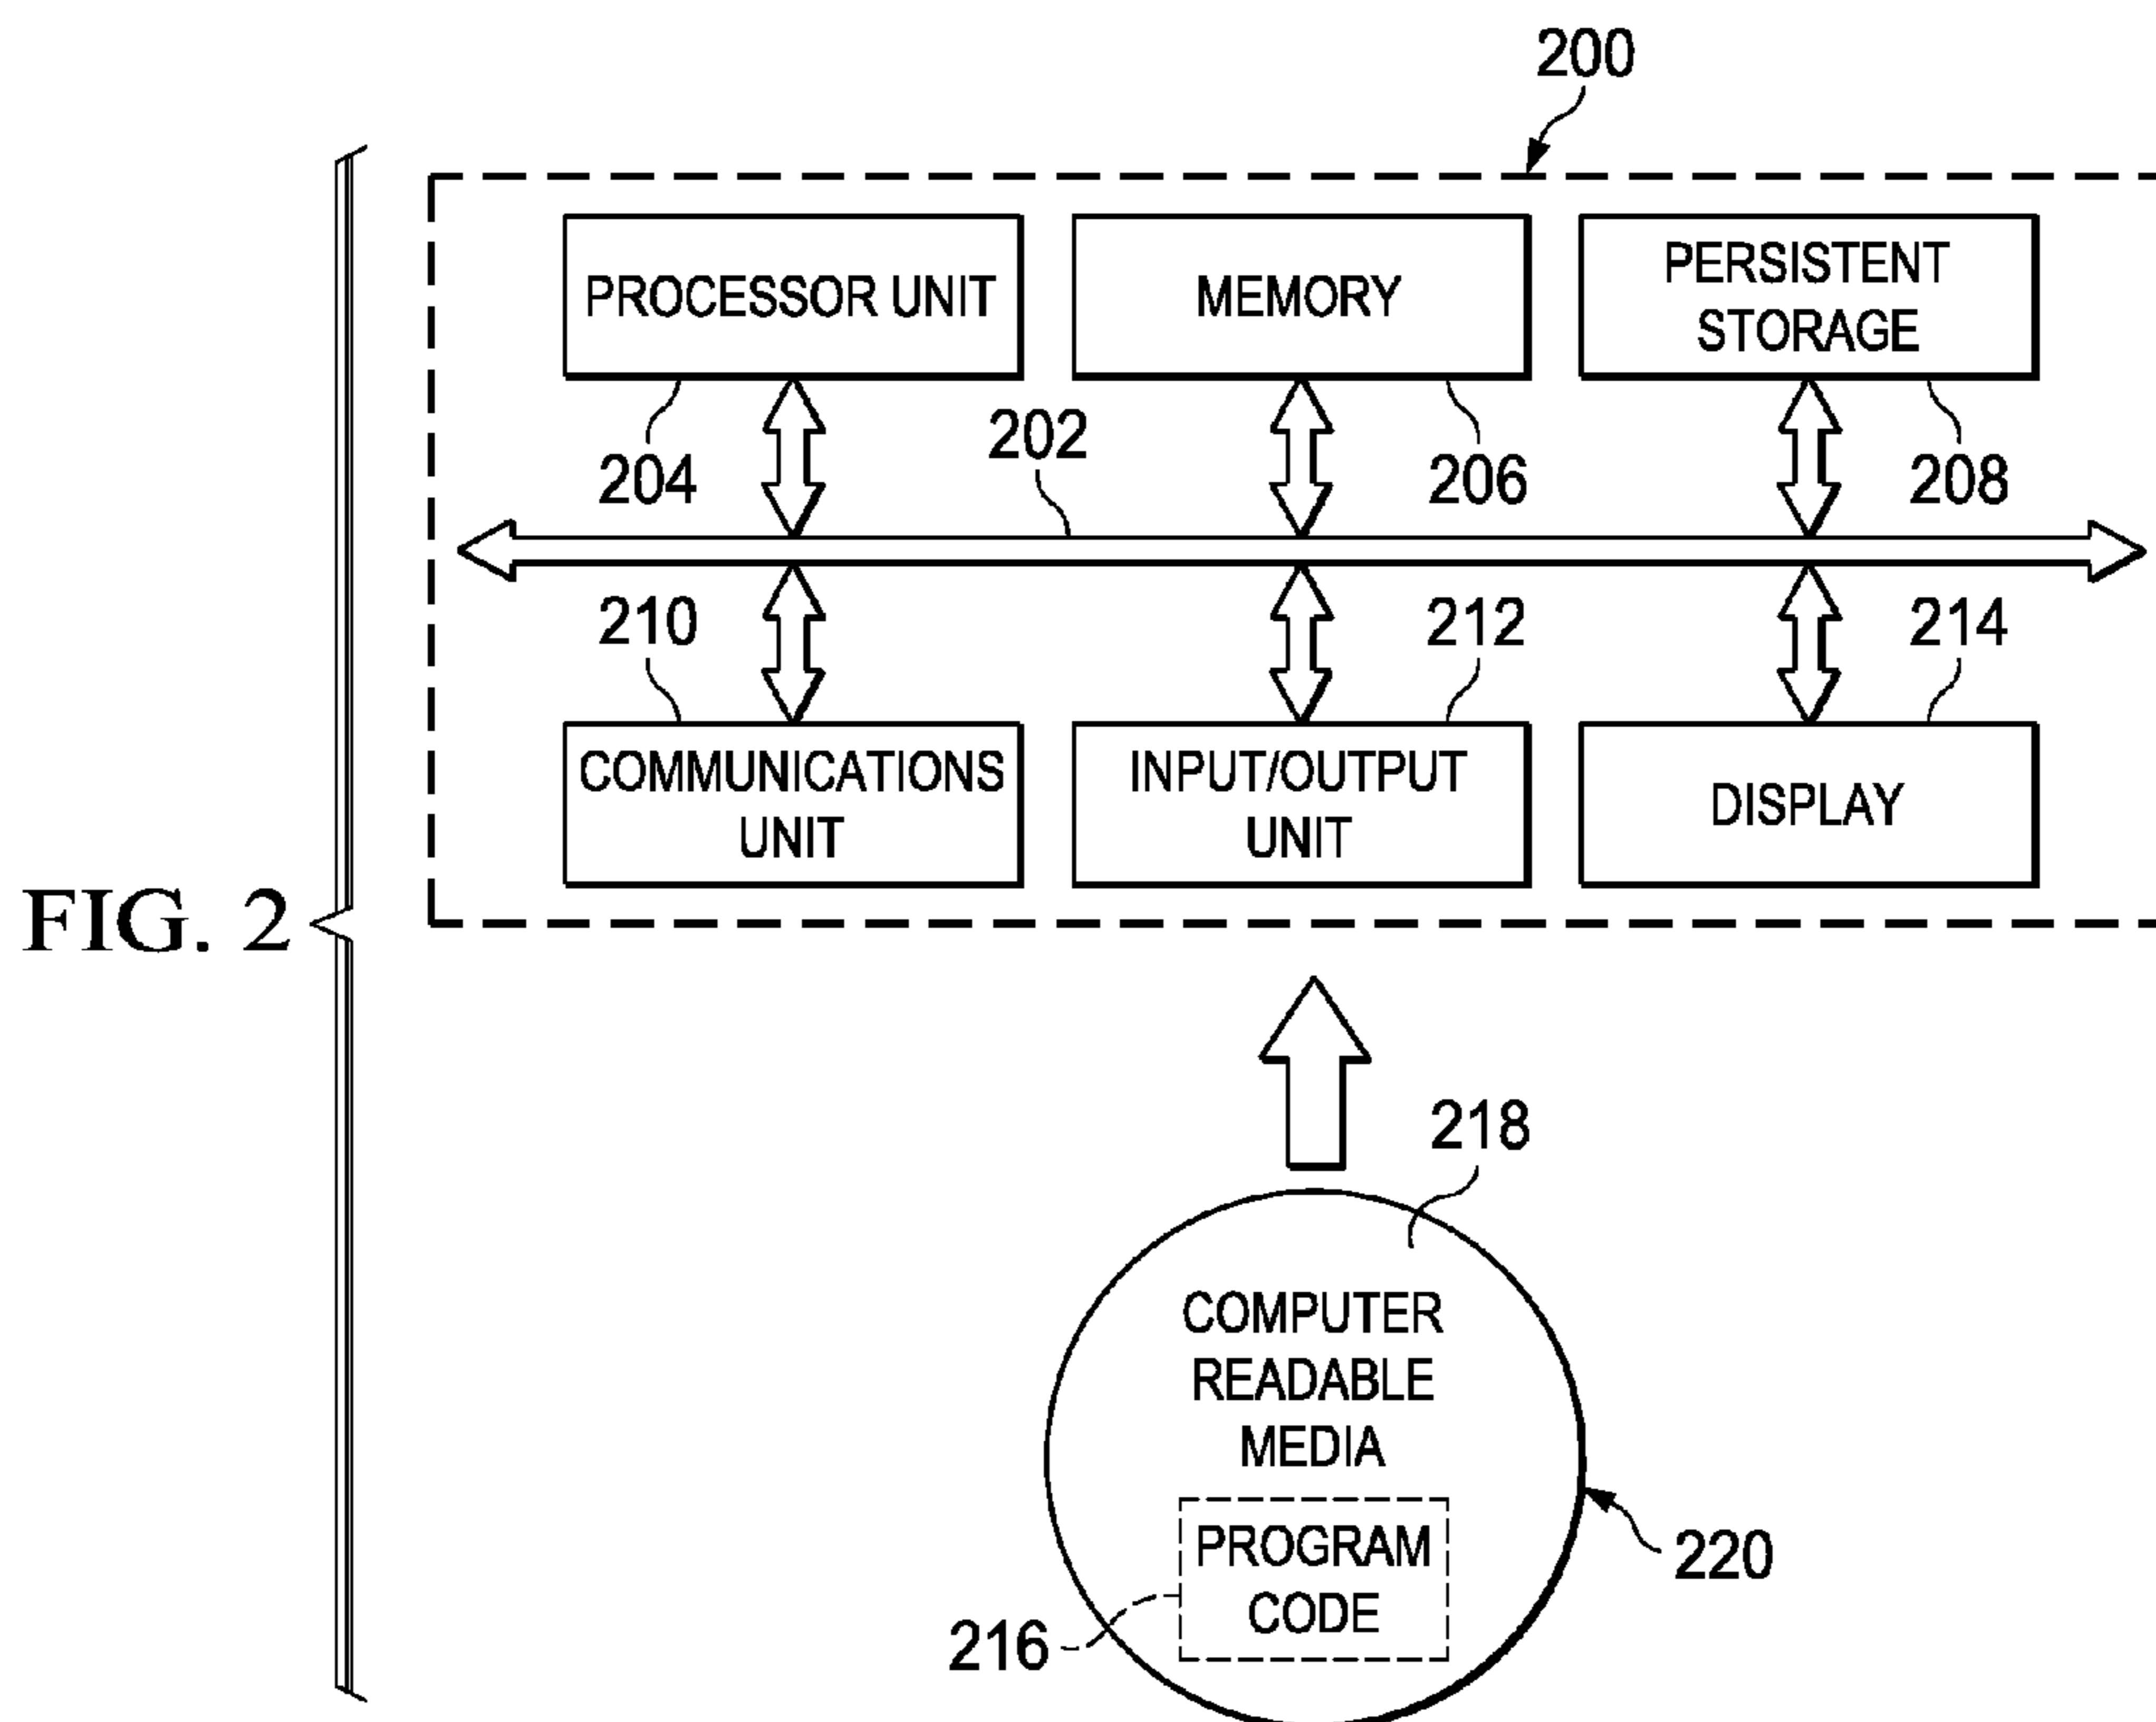 200
PROCESSOR UNIT
MEMORY
PERSISTENT
STORAGE
204
202
206
208
210
212
214
COMMUNICATIONS
UNIT
INPUT/OUTPUT
UNIT
DISPLAY
FIG. 2
218
COMPUTER
READABLE
MEDIA
PROGRAM
CODE
220
216